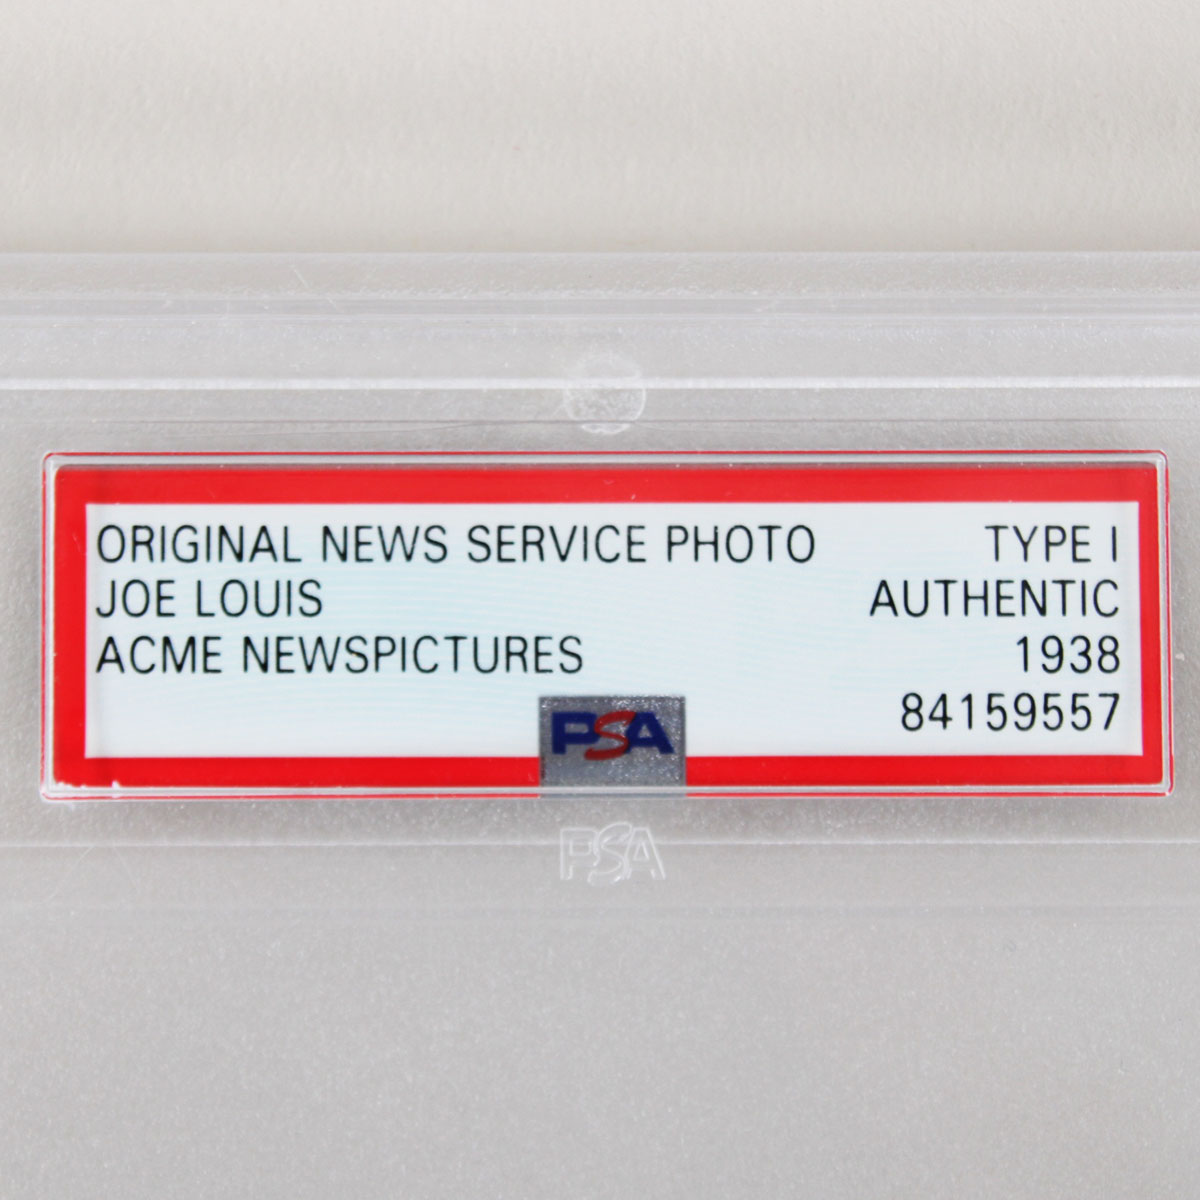 ORIGINAL NEWS SERVICE PHOTO TYPE I
JOE LOUIS AUTHENTIC
ACME NEWSPICTURES 1938
84159557
PSA
PSA